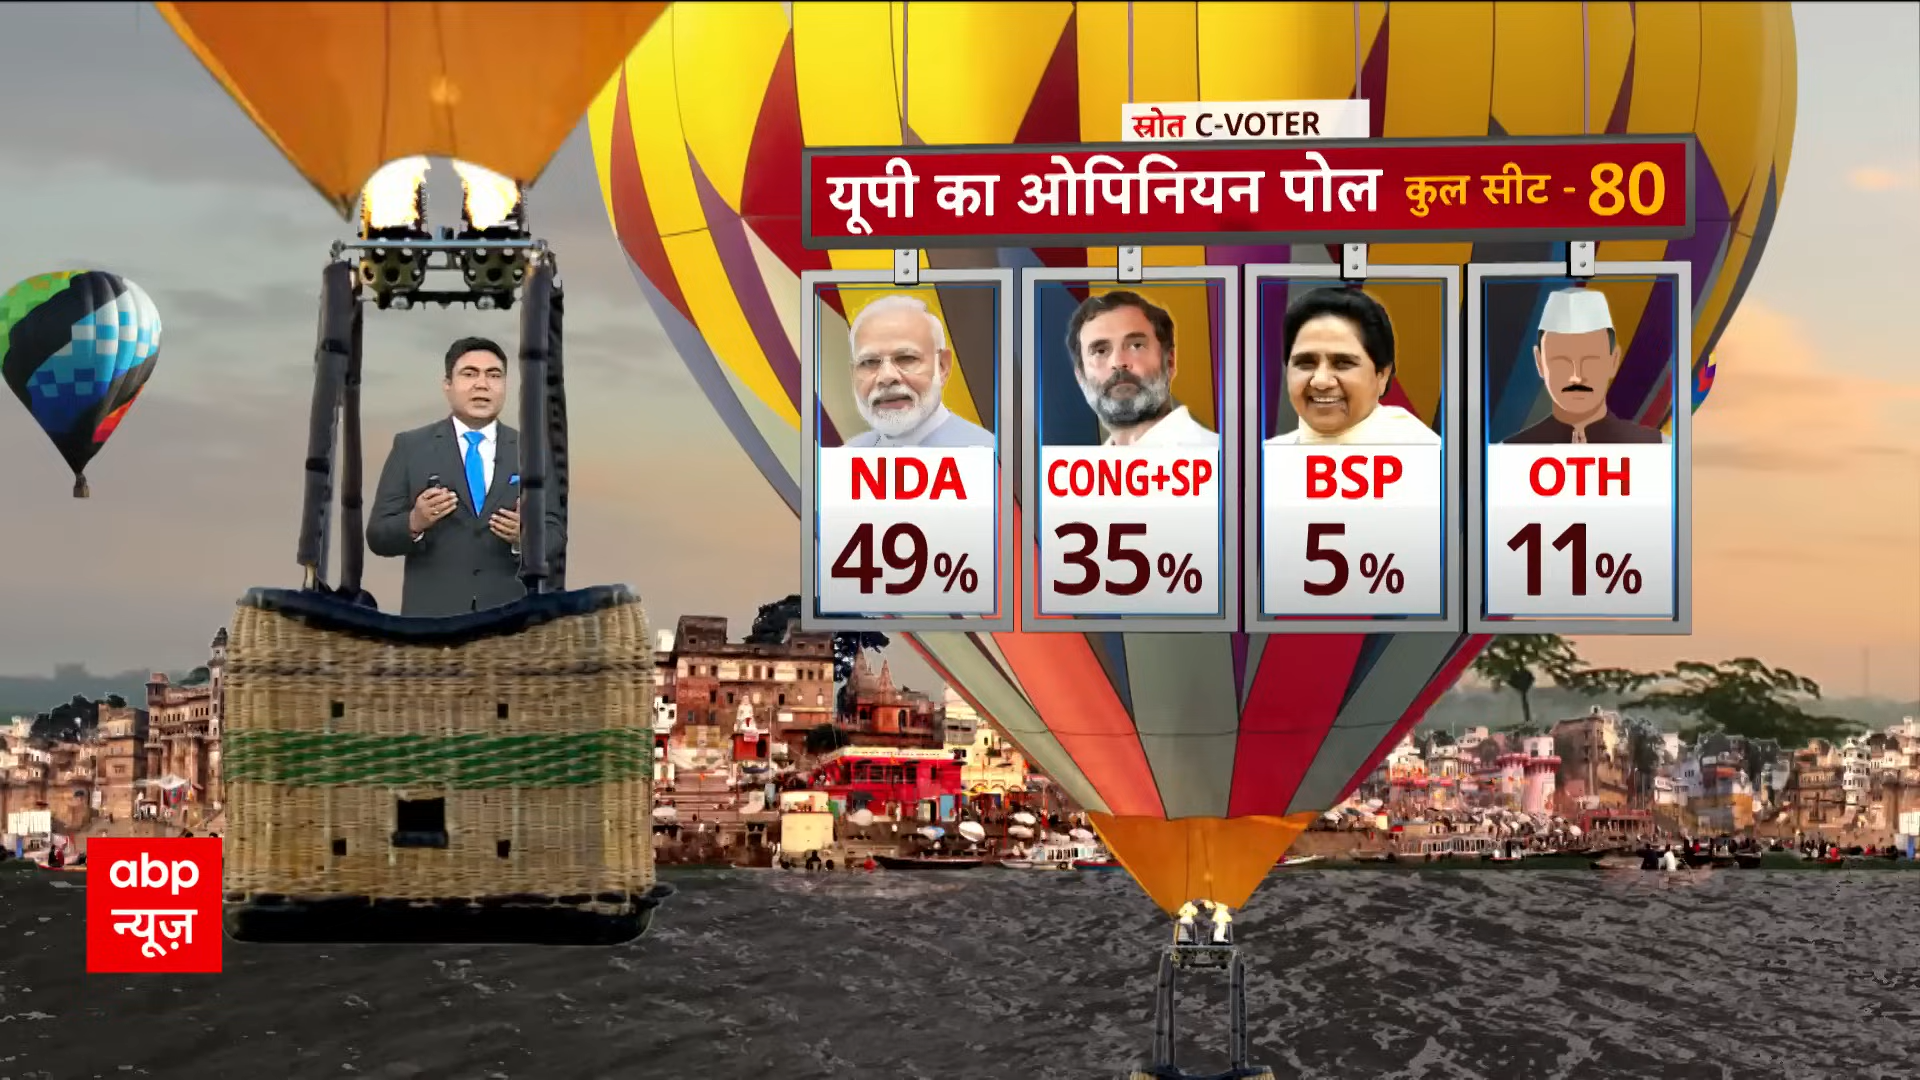 स्रोत C-VOTER
यूपी का ओपिनियन पोल कुल सीट - 80
NDA
49%
CONG+SP
35%
BSP
5%
OTH
11%
abp
न्यूज़